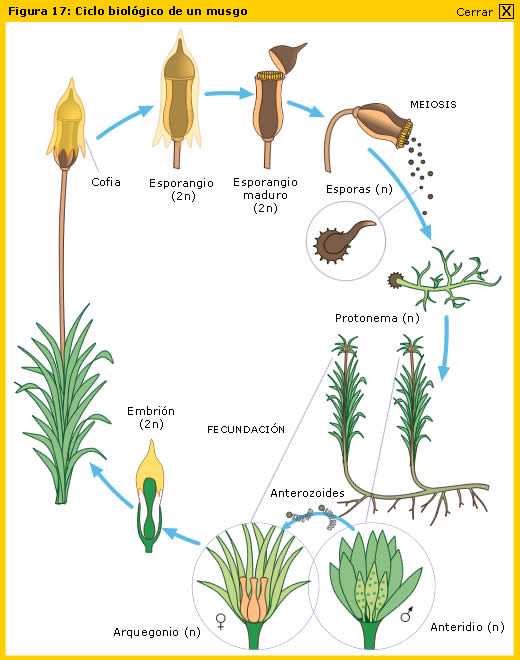 Figura 17: Ciclo biológico de un musgo
Cerrar X
MEIOSIS
Cofia
Esporangio
(2n)
Esporangio
maduro
(2n)
Esporas (n)
Protonema (n)
Embrión
(2n)
FECUNDACIÓN
Anterozoides
♀
♂
Arquegonio (n)
Anteridio (n)